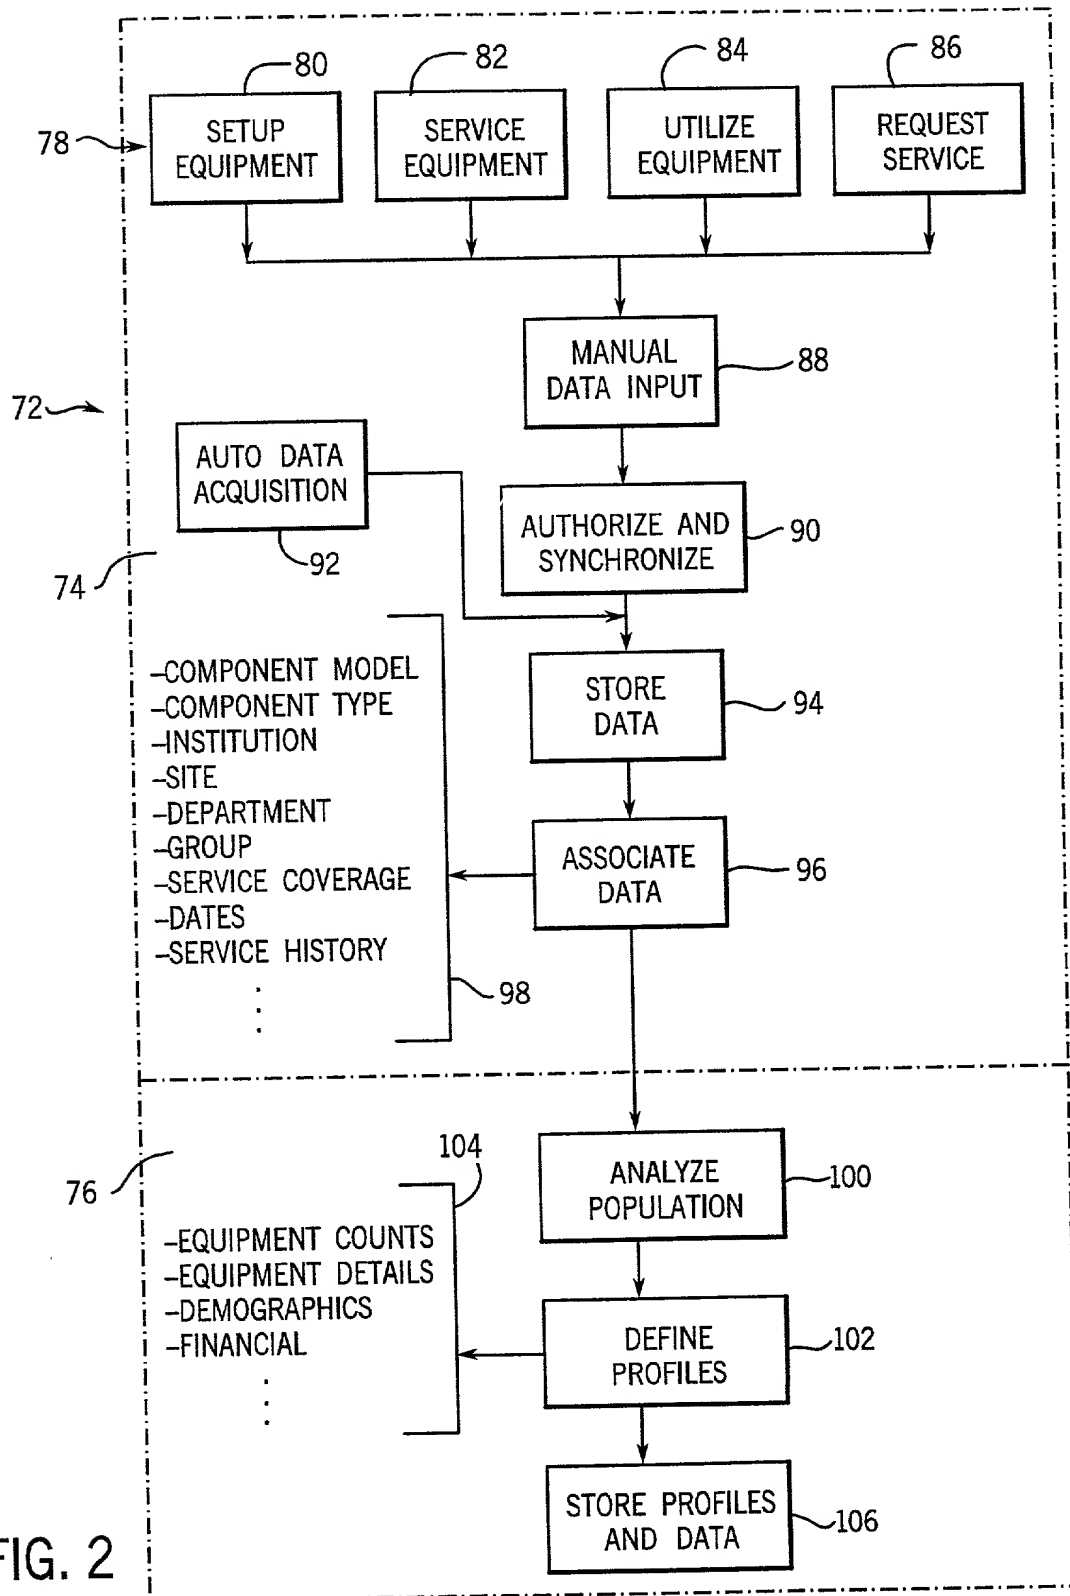 80
82
84
86
78
SETUP
EQUIPMENT
SERVICE
EQUIPMENT
UTILIZE
EQUIPMENT
REQUEST
SERVICE
MANUAL
DATA INPUT
88
72
AUTO DATA
ACQUISITION
92
AUTHORIZE AND
SYNCHRONIZE
90
74
-COMPONENT MODEL
-COMPONENT TYPE
-INSTITUTION
-SITE
-DEPARTMENT
-GROUP
-SERVICE COVERAGE
-DATES
-SERVICE HISTORY
98
STORE
DATA
94
ASSOCIATE
DATA
96
76
104
-EQUIPMENT COUNTS
-EQUIPMENT DETAILS
-DEMOGRAPHICS
-FINANCIAL
ANALYZE
POPULATION
100
DEFINE
PROFILES
102
STORE PROFILES
AND DATA
106
FIG. 2